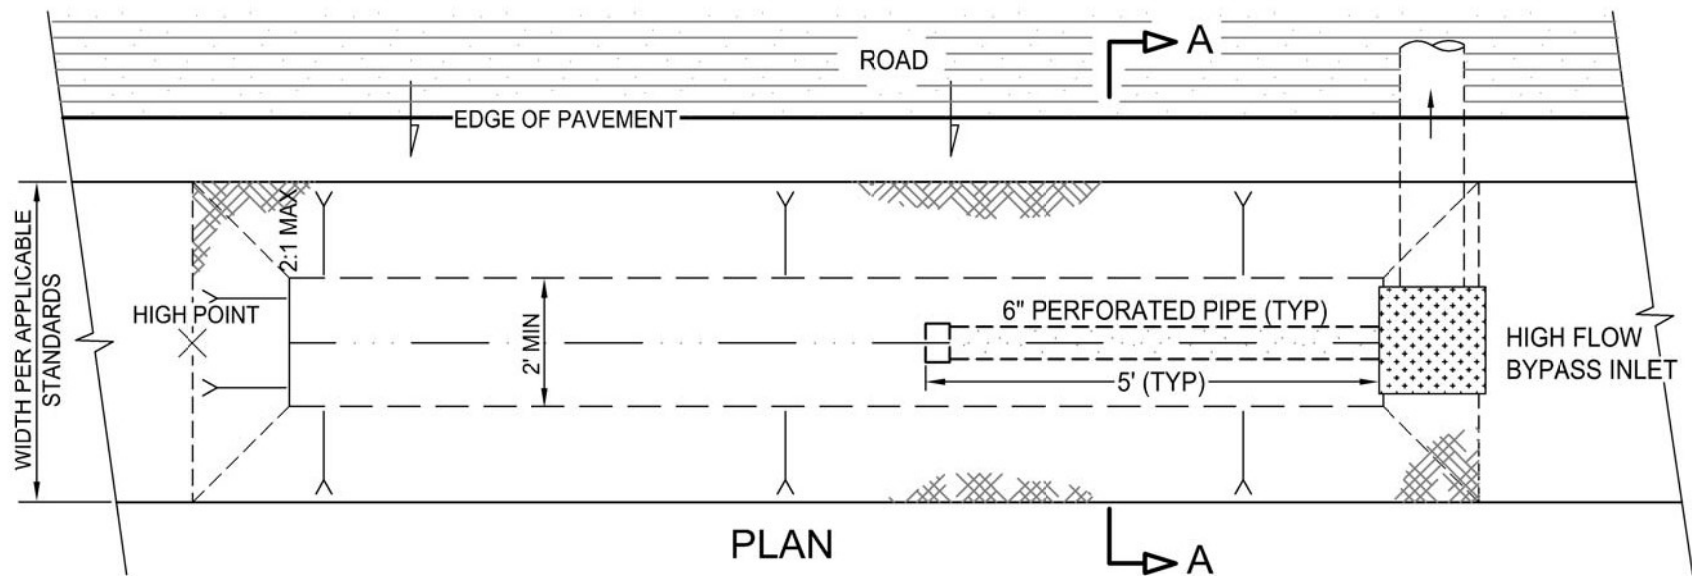 A
ROAD
EDGE OF PAVEMENT
WIDTH PER APPLICABLE
STANDARDS
2:1 MAX
HIGH POINT
2' MIN
6" PERFORATED PIPE (TYP)
5' (TYP)
HIGH FLOW
BYPASS INLET
PLAN
A